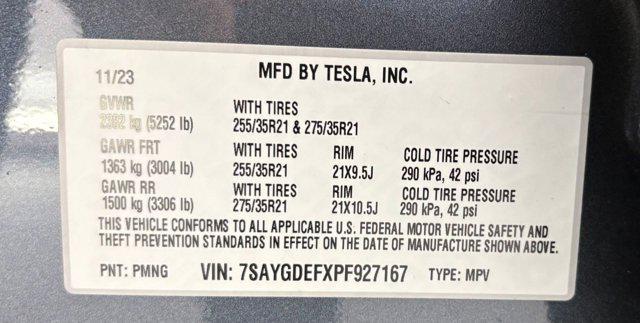 11/23 MFD BY TESLA, INC.
GVWR WITH TIRES
2382 kg (5252 lb) 255/35R21 & 275/35R21
GAWR FRT WITH TIRES RIM COLD TIRE PRESSURE
1363 kg (3004 lb) 255/35R21 21X9.5J 290 kPa, 42 psi
GAWR RR WITH TIRES RIM COLD TIRE PRESSURE
1500 kg (3306 lb) 275/35R21 21X10.5J 290 kPa, 42 psi
THIS VEHICLE CONFORMS TO ALL APPLICABLE U.S. FEDERAL MOTOR VEHICLE SAFETY AND
THEFT PREVENTION STANDARDS IN EFFECT ON THE DATE OF MANUFACTURE SHOWN ABOVE.
PNT: PMNG VIN: 7SAYGDEFXPF927167 TYPE: MPV